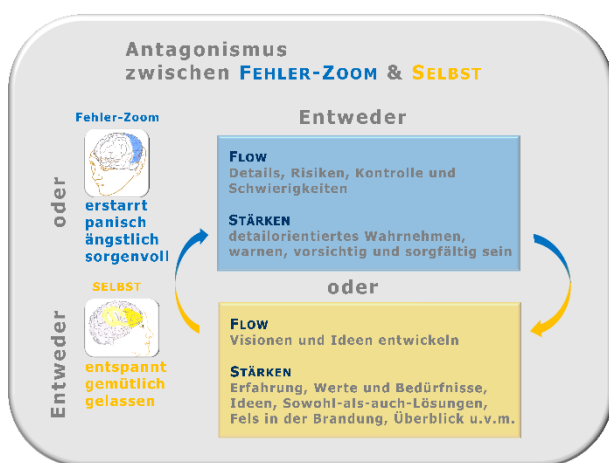 Antagonismus
zwischen FEHLER-ZOOM & SELBST
Fehler-Zoom
oder
erstarrt
panisch
ängstlich
sorgenvoll
Entweder
FLOW
Details, Risiken, Kontrolle und
Schwierigkeiten
STÄRKEN
detailorientiertes Wahrnehmen,
warnen, vorsichtig und sorgfältig sein
SELBST
Entweder
entspannt
gemütlich
gelassen
oder
FLOW
Visionen und Ideen entwickeln
STÄRKEN
Erfahrung, Werte und Bedürfnisse,
Ideen, Sowohl-als-auch-Lösungen,
Fels in der Brandung, Überblick u.v.m.